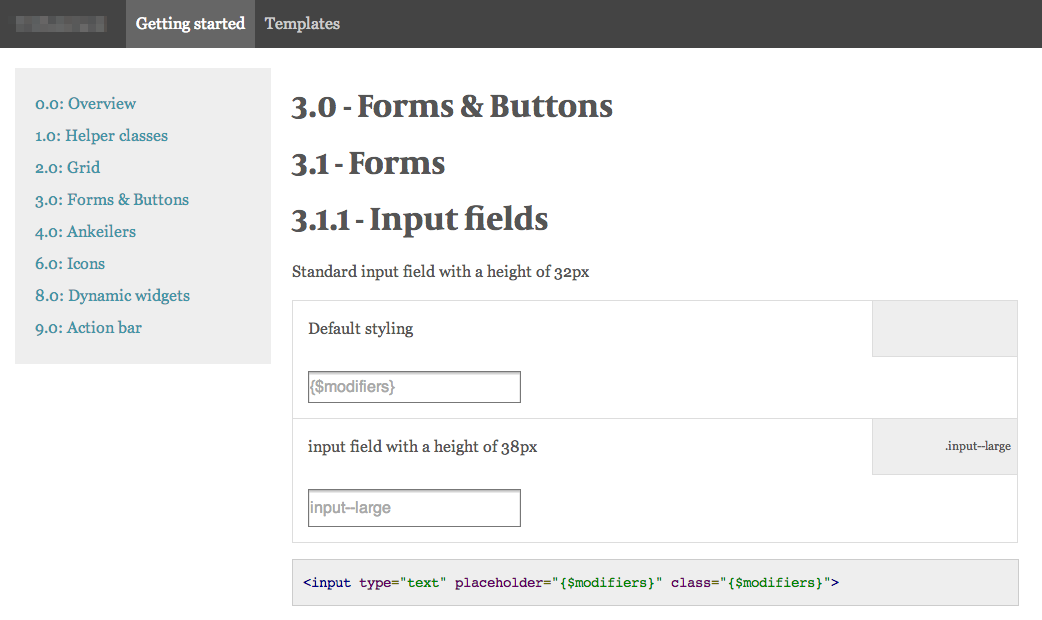 Getting started
Templates
0.0: Overview
1.0: Helper classes
2.0: Grid
3.0: Forms & Buttons
4.0: Ankeilers
6.0: Icons
8.0: Dynamic widgets
9.0: Action bar
3.0 - Forms & Buttons
3.1 - Forms
3.1.1 - Input fields
Standard input field with a height of 32px
Default styling
{$modifiers}
input field with a height of 38px
.input--large
input--large
<input type="text" placeholder="{$modifiers}" class="{$modifiers}">